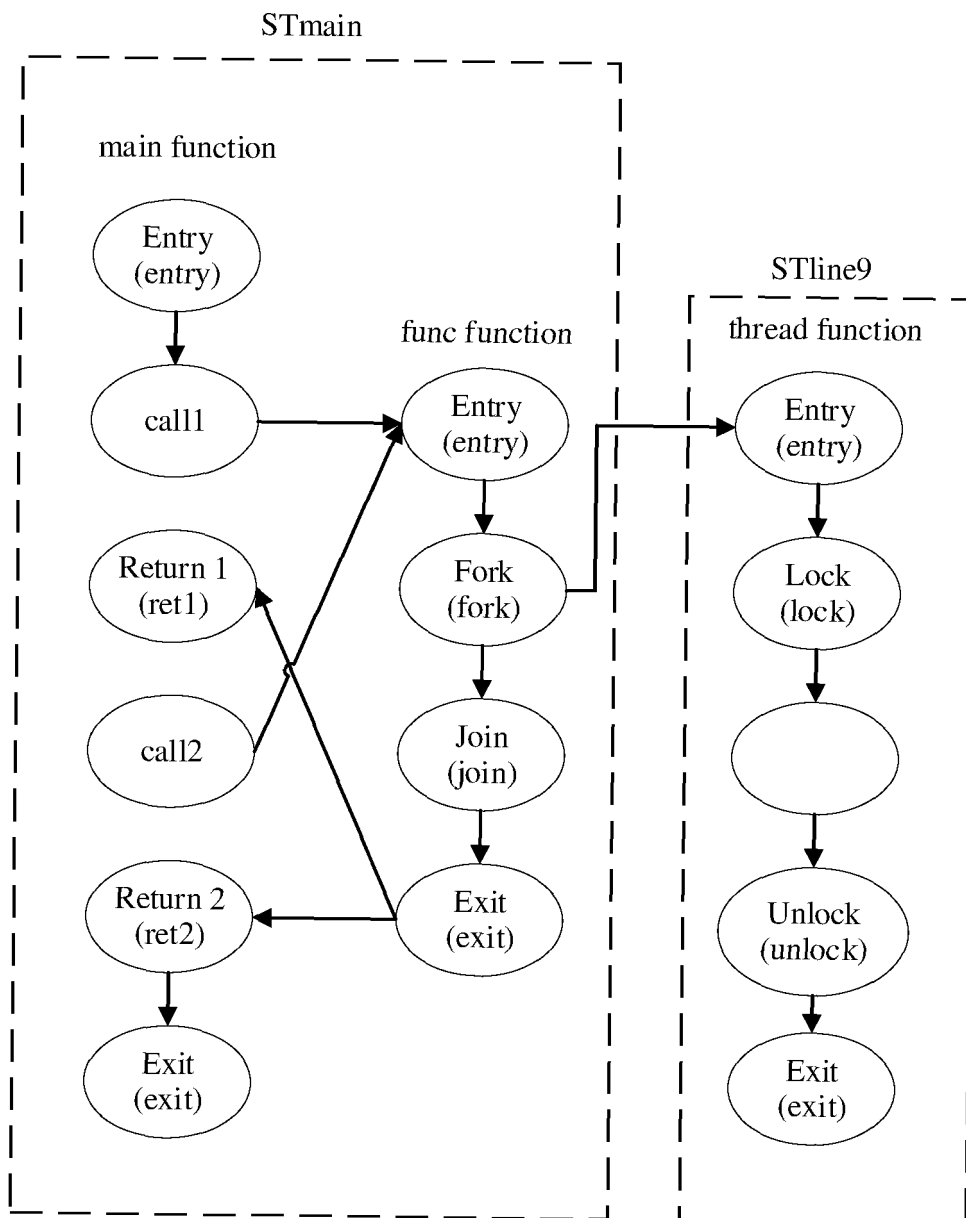 STmain
main function
Entry
(entry)
call1
Return 1
(ret1)
call2
Return 2
(ret2)
Exit
(exit)
func function
Entry
(entry)
Fork
(fork)
Join
(join)
Exit
(exit)
STline9
thread function
Entry
(entry)
Lock
(lock)
Unlock
(unlock)
Exit
(exit)